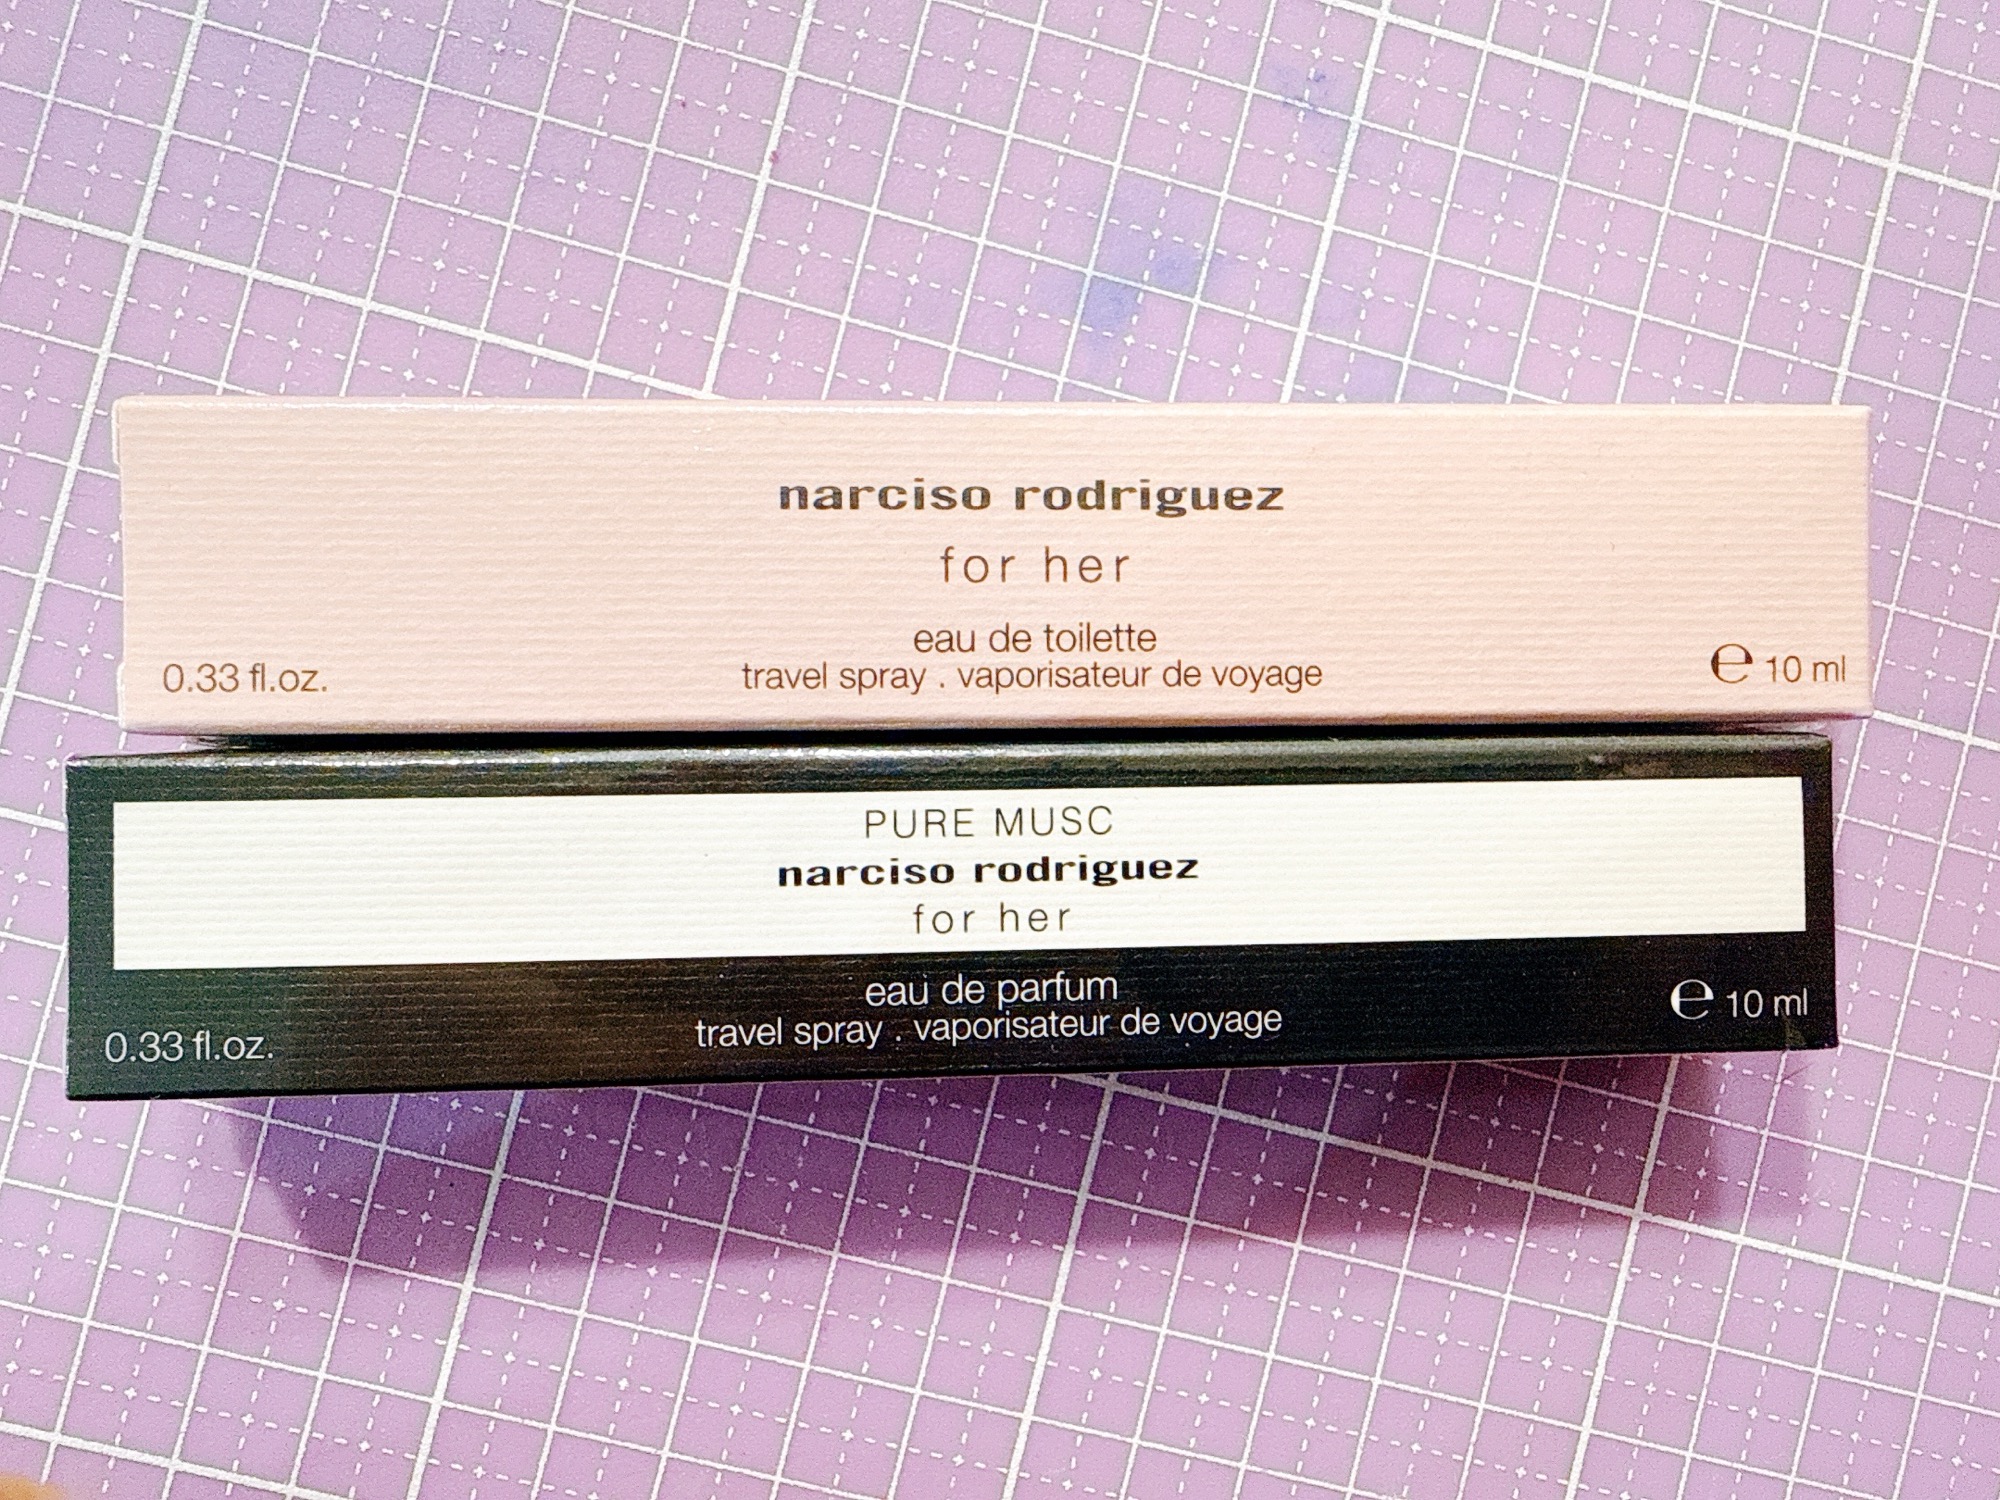 narciso rodriguez
for her
eau de toilette
travel spray . vaporisateur de voyage
0.33 fl.oz.
℮ 10 ml
PURE MUSC
narciso rodriguez
for her
eau de parfum
travel spray . vaporisateur de voyage
0.33 fl.oz.
℮ 10 ml